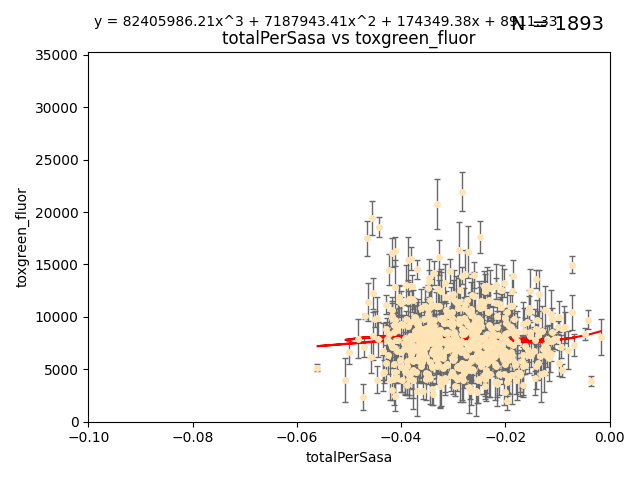 y = 82405986.21x^3 + 7187943.41x^2 + 174349.38x + 8911.33
N = 1893
totalPerSasa vs toxgreen_fluor
35000
30000
25000
20000
15000
10000
5000
0
toxgreen_fluor
−0.10
−0.08
−0.06
−0.04
−0.02
0.00
totalPerSasa